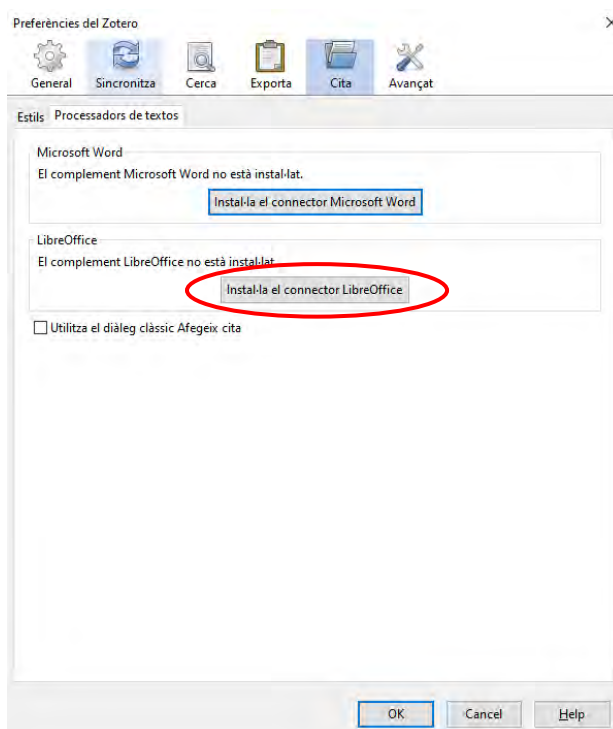 Preferències del Zotero
General Sincronitza Cerca Exporta Cita Avançat
Estils Processadors de textos
Microsoft Word
El complement Microsoft Word no està instal·lat.
Instal·la el connector Microsoft Word
LibreOffice
El complement LibreOffice no està instal·lat
Instal·la el connector LibreOffice
Utilitza el diàleg clàssic Afegeix cita
OK Cancel Help